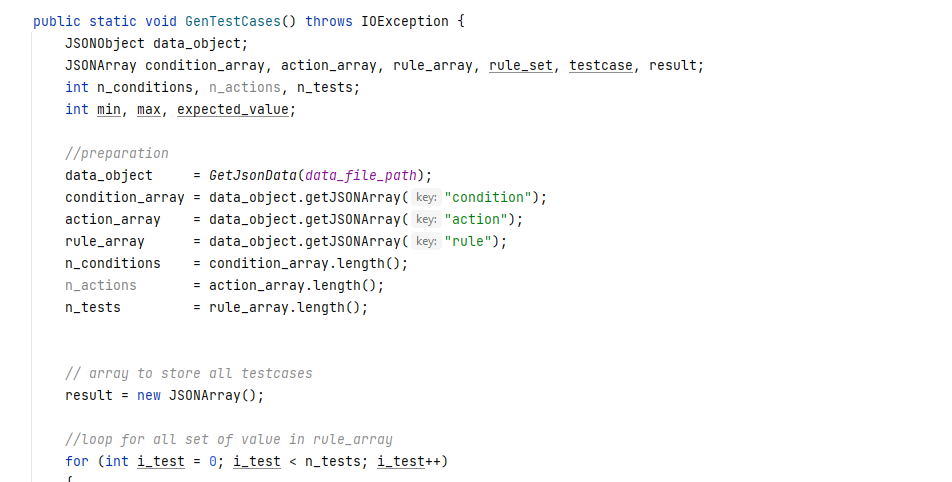 public static void GenTestCases() throws IOException {
JSONObject data_object;
JSONArray condition_array, action_array, rule_array, rule_set, testcase, result;
int n_conditions, n_actions, n_tests;
int min, max, expected_value;
//preparation
data_object     = GetJsonData(data_file_path);
condition_array = data_object.getJSONArray( key: "condition");
action_array    = data_object.getJSONArray( key: "action");
rule_array      = data_object.getJSONArray( key: "rule");
n_conditions    = condition_array.length();
n_actions       = action_array.length();
n_tests         = rule_array.length();
// array to store all testcases
result = new JSONArray();
//loop for all set of value in rule_array
for (int i_test = 0; i_test < n_tests; i_test++)
{